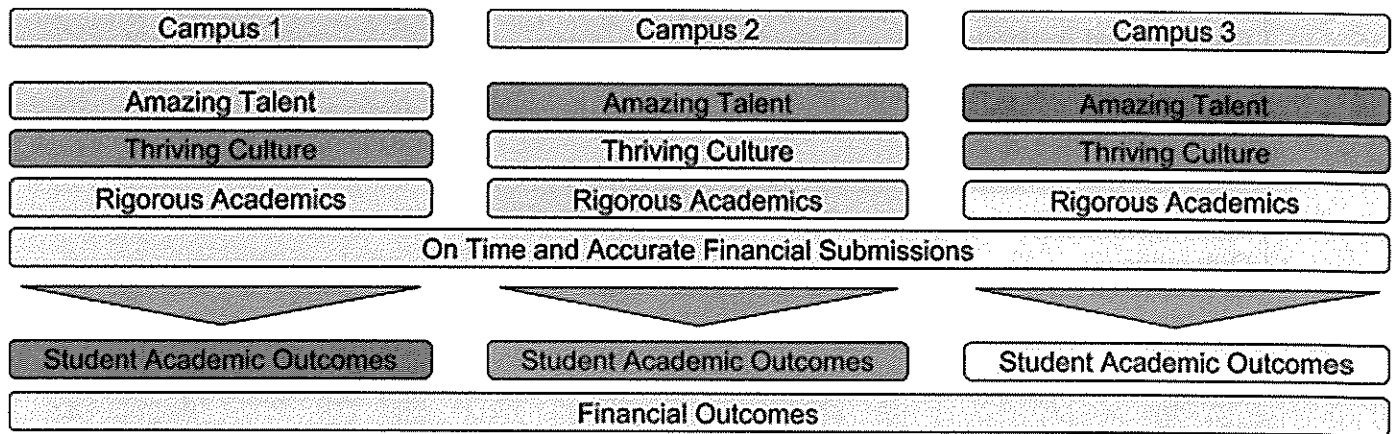 Campus 1
Campus 2
Campus 3
Amazing Talent
Amazing Talent
Amazing Talent
Thriving Culture
Thriving Culture
Thriving Culture
Rigorous Academics
Rigorous Academics
Rigorous Academics
On Time and Accurate Financial Submissions
Student Academic Outcomes
Student Academic Outcomes
Student Academic Outcomes
Financial Outcomes